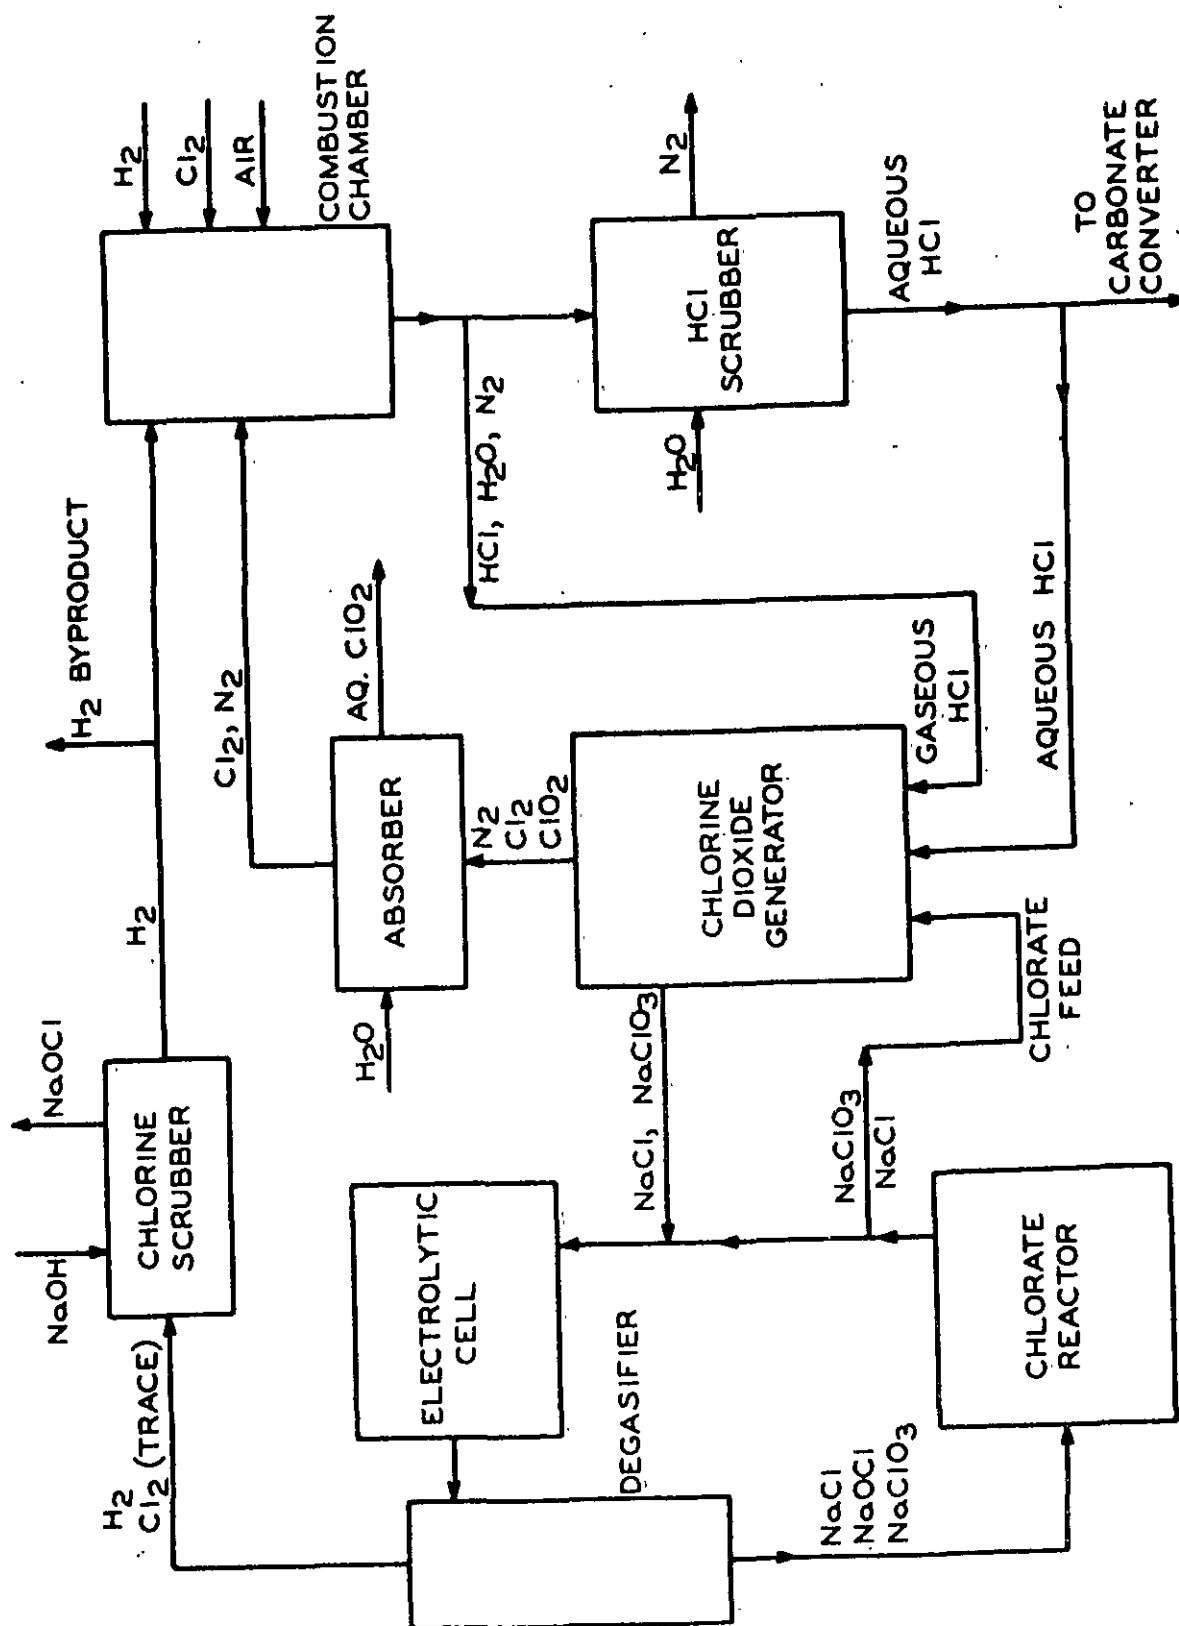 H2
Cl2 (TRACE)
NaOH
NaOCl
CHLORINE
SCRUBBER
H2
H2 BYPRODUCT
Cl2, N2
H2
Cl2
AIR
COMBUSTION
CHAMBER
DEGASIFIER
ELECTROLYTIC
CELL
H2O
ABSORBER
AQ. ClO2
N2
Cl2
ClO2
HCl, H2O, N2
NaCl, NaClO3
CHLORINE
DIOXIDE
GENERATOR
H2O
HCl
SCRUBBER
N2
NaCl
NaOCl
NaClO3
CHLORATE
REACTOR
NaClO3
NaCl
CHLORATE
FEED
GASEOUS
HCl
AQUEOUS HCl
AQUEOUS
HCl
TO
CARBONATE
CONVERTER